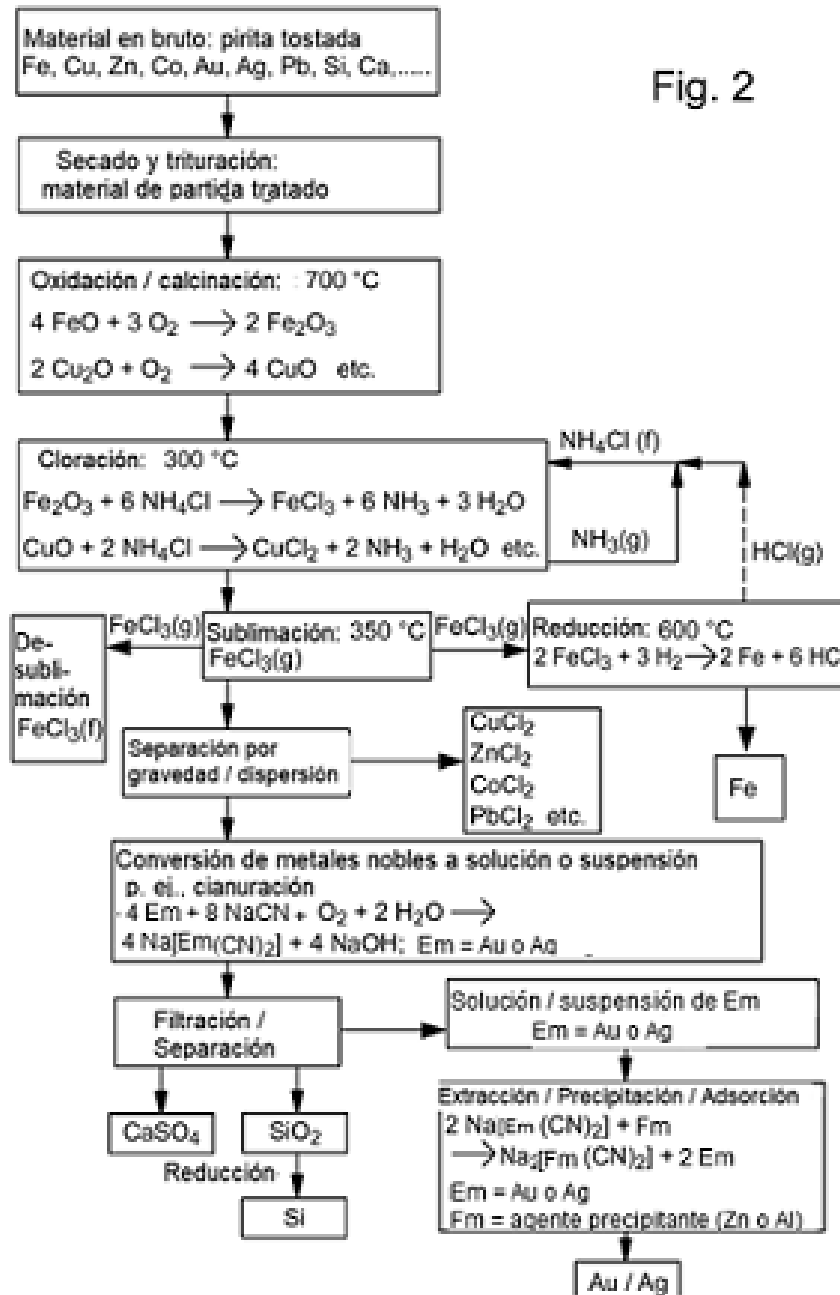 Material en bruto: pirita tostada
Fe, Cu, Zn, Co, Au, Ag, Pb, Si, Ca,.....
Fig. 2
Secado y trituración:
material de partida tratado
Oxidación / calcinación: : 700 °C
4 FeO + 3 O₂ → 2 Fe₂O₃
2 Cu₂O + O₂ → 4 CuO etc.
Cloración: 300 °C
Fe₂O₃ + 6 NH₄Cl → FeCl₃ + 6 NH₃ + 3 H₂O
CuO + 2 NH₄Cl → CuCl₂ + 2 NH₃ + H₂O etc.
NH₄Cl (f)
NH₃(g)
HCl(g)
De-
subli-
mación
FeCl₃(f)
FeCl₃(g)
Sublimación: 350 °C
FeCl₃(g)
FeCl₃(g)
Reducción: 600 °C
2 FeCl₃ + 3 H₂ → 2 Fe + 6 HC
Fe
Separación por
gravedad / dispersión
CuCl₂
ZnCl₂
CoCl₂
PbCl₂ etc.
Conversión de metales nobles a solución o suspensión
p. ej., cianuración
4 Em + 8 NaCN + O₂ + 2 H₂O →
4 Na[Em(CN)₂] + 4 NaOH; Em = Au o Ag
Filtración /
Separación
Solución / suspensión de Em
Em = Au o Ag
CaSO₄
SiO₂
Reducción
Si
Extracción / Precipitación / Adsorción
2 Na[Em (CN)₂] + Fm
→ Na₂[Fm (CN)₂] + 2 Em
Em = Au o Ag
Fm = agente precipitante (Zn o Al)
Au / Ag